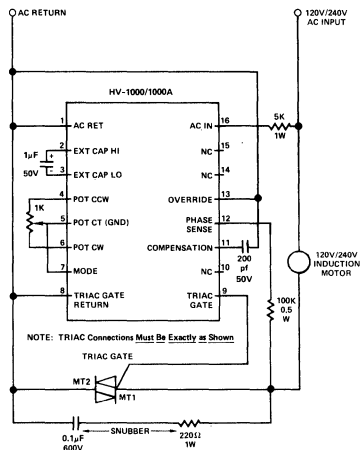 AC RETURN
120V/240V
AC INPUT
HV-1000/1000A
1 AC RET
AC IN 16
5K
1W
1μF
50V
+
-
2 EXT CAP HI
NC 15
3 EXT CAP LO
NC 14
4 POT CCW
OVERRIDE 13
1K
5 POT CT (GND)
PHASE
SENSE 12
6 POT CW
COMPENSATION 11
200
pf
50V
7 MODE
NC 10
8 TRIAC GATE
RETURN
TRIAC
GATE 9
120V/240V
INDUCTION
MOTOR
100K
0.5
W
NOTE: TRIAC Connections Must Be Exactly as Shown
TRIAC GATE
MT2
MT1
SNUBBER
0.1μF
600V
220Ω
1W